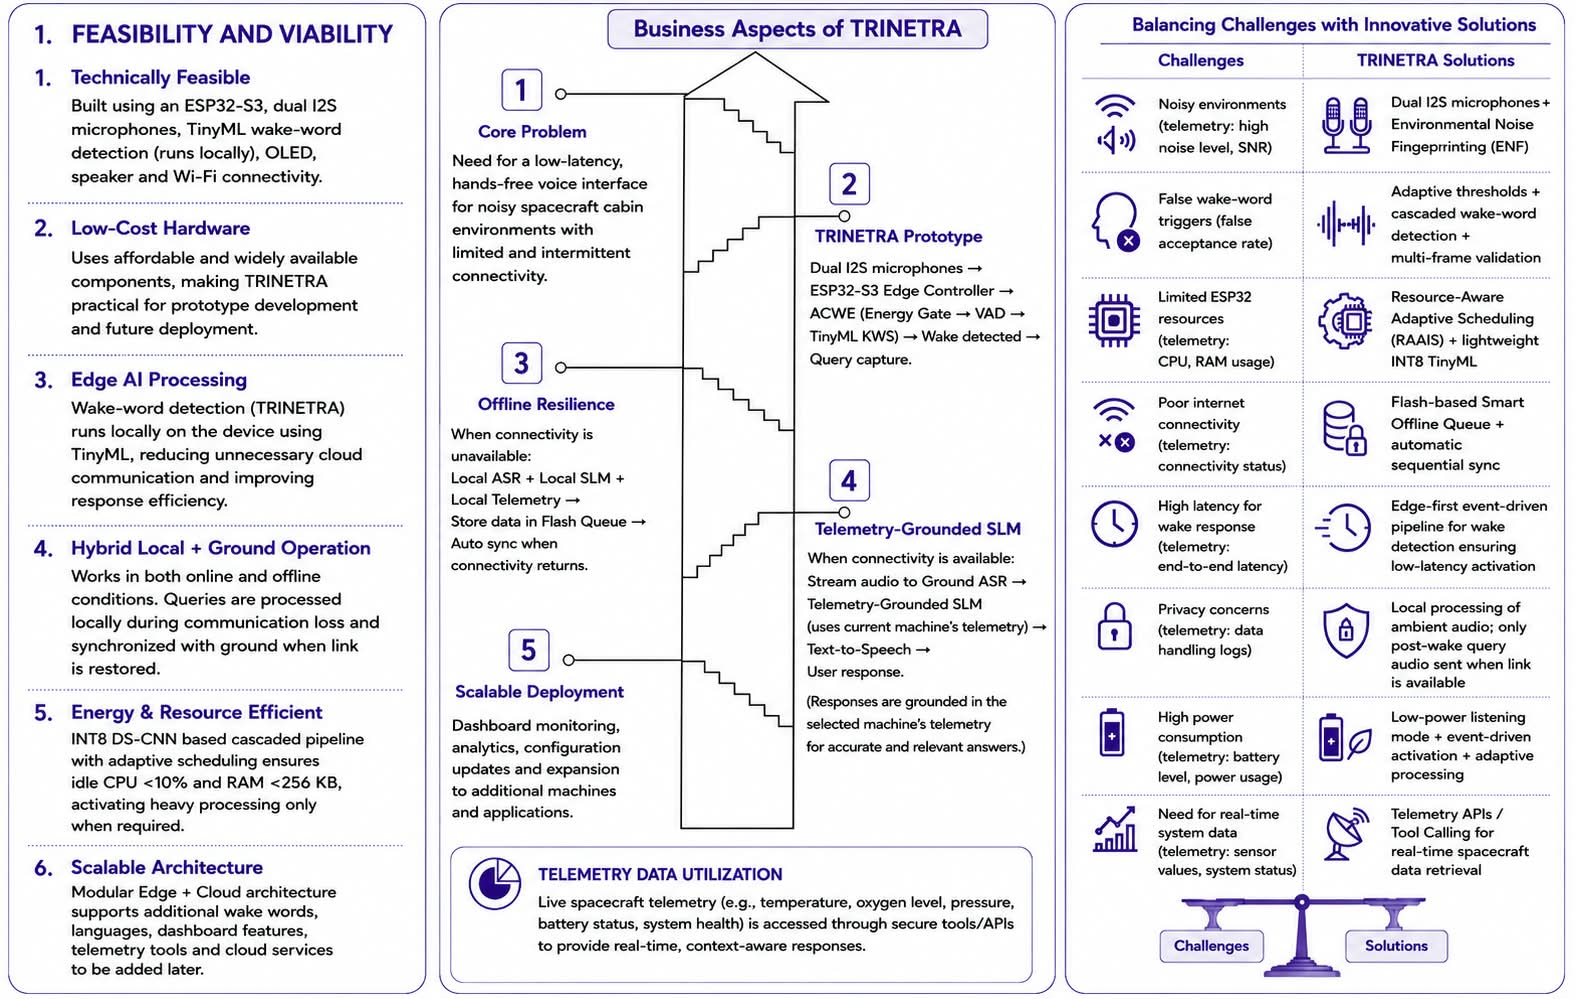 1. FEASIBILITY AND VIABILITY
1. Technically Feasible
Built using an ESP32-S3, dual I2S
microphones, TinyML wake-word
detection (runs locally), OLED,
speaker and Wi-Fi connectivity.
2. Low-Cost Hardware
Uses affordable and widely available
components, making TRINETRA
practical for prototype development
and future deployment.
3. Edge AI Processing
Wake-word detection (TRINETRA)
runs locally on the device using
TinyML, reducing unnecessary cloud
communication and improving
response efficiency.
4. Hybrid Local + Ground Operation
Works in both online and offline
conditions. Queries are processed
locally during communication loss and
synchronized with ground when link
is restored.
5. Energy & Resource Efficient
INT8 DS-CNN based cascaded pipeline
with adaptive scheduling ensures
idle CPU <10% and RAM <256 KB,
activating heavy processing only
when required.
6. Scalable Architecture
Modular Edge + Cloud architecture
supports additional wake words,
languages, dashboard features,
telemetry tools and cloud services
to be added later.
Business Aspects of TRINETRA
1
Core Problem
Need for a low-latency,
hands-free voice interface
for noisy spacecraft cabin
environments with
limited and intermittent
connectivity.
2
TRINETRA Prototype
Dual I2S microphones →
ESP32-S3 Edge Controller →
ACWE (Energy Gate → VAD →
TinyML KWS) → Wake detected →
Query capture.
3
Offline Resilience
When connectivity is
unavailable:
Local ASR + Local SLM +
Local Telemetry →
Store data in Flash Queue →
Auto sync when
connectivity returns.
4
Telemetry-Grounded SLM
When connectivity is available:
Stream audio to Ground ASR →
Telemetry-Grounded SLM
(uses current machine's telemetry) →
Text-to-Speech →
User response.
(Responses are grounded in the
selected machine's telemetry
for accurate and relevant answers.)
5
Scalable Deployment
Dashboard monitoring,
analytics, configuration
updates and expansion
to additional machines
and applications.
TELEMETRY DATA UTILIZATION
Live spacecraft telemetry (e.g., temperature, oxygen level, pressure,
battery status, system health) is accessed through secure tools/APIs
to provide real-time, context-aware responses.
Balancing Challenges with Innovative Solutions
Challenges
TRINETRA Solutions
Noisy environments
(telemetry: high
noise level, SNR)
Dual I2S microphones +
Environmental Noise
Fingeprrinting (ENF)
False wake-word
triggers (false
acceptance rate)
Adaptive thresholds +
cascaded wake-word
detection +
multi-frame validation
Limited ESP32
resources
(telemetry:
CPU, RAM usage)
Resource-Aware
Adaptive Scheduling
(RAAIS) + lightweight
INT8 TinyML
Poor internet
connectivity
(telemetry:
connectivity status)
Flash-based Smart
Offline Queue +
automatic
sequential sync
High latency for
wake response
(telemetry:
end-to-end latency)
Edge-first event-driven
pipeline for wake
detection ensuring
low-latency activation
Privacy concerns
(telemetry: data
handling logs)
Local processing of
ambient audio; only
post-wake query
audio sent when link
is available
High power
consumption
(telemetry: battery
level, power usage)
Low-power listening
mode + event-driven
activation + adaptive
processing
Need for real-time
system data
(telemetry: sensor
values, system status)
Telemetry APIs /
Tool Calling for
real-time spacecraft
data retrieval
Challenges
Solutions